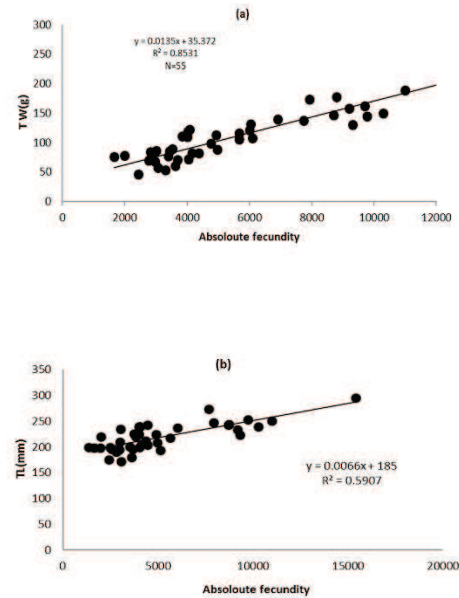 (a)
y = 0.0135x + 35.372
R² = 0.8531
N=55
300
250
200
150
100
50
0
T W(g)
0 2000 4000 6000 8000 10000 12000
Absoloute fecundity
(b)
350
300
250
200
150
100
50
0
TL(mm)
y = 0.0066x + 185
R² = 0.5907
0 5000 10000 15000 20000
Absoloute fecundity